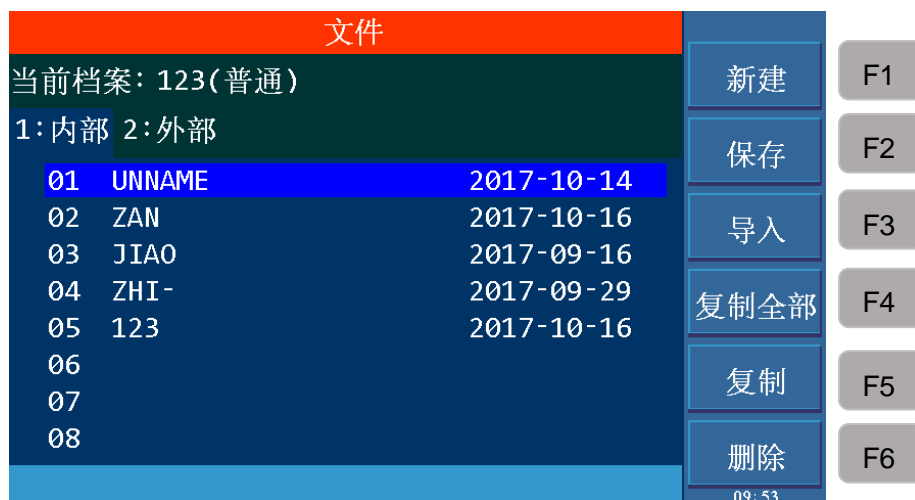 文件
当前档案：123(普通)
1:内部 2:外部
01 UNNAME 2017-10-14
02 ZAN 2017-10-16
03 JIAO 2017-09-16
04 ZHI- 2017-09-29
05 123 2017-10-16
06
07
08
新建 F1
保存 F2
导入 F3
复制全部 F4
复制 F5
删除 F6
09:53